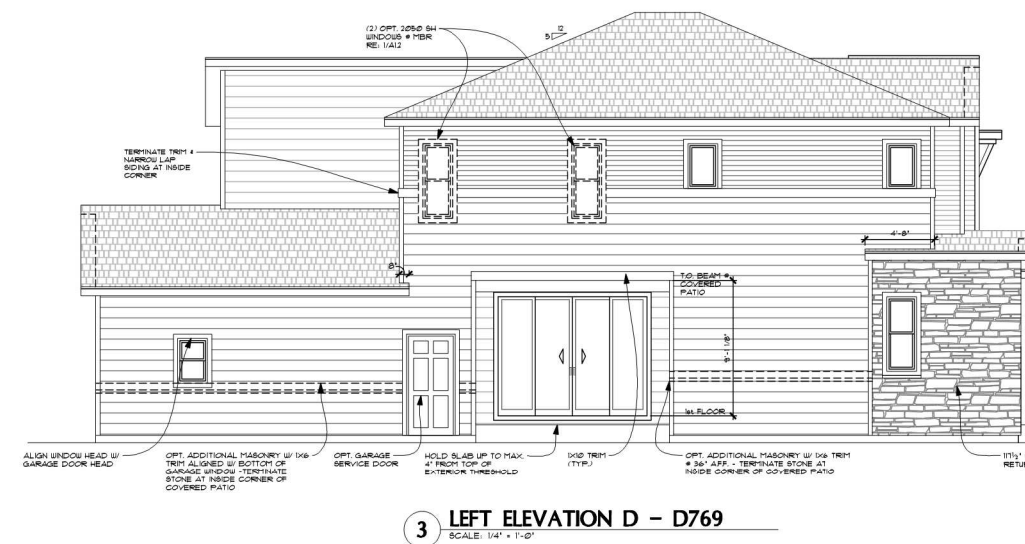 (2) OPT. 2050 SH
WINDOWS @ MBR
RE: 1/A1.2
12
5
TERMINATE TRIM &
NARROW LAP
SIDING AT INSIDE
CORNER
4'-8"
8"
T.O. BEAM @
COVERED
PATIO
9'-1 1/8"
1st FLOOR
ALIGN WINDOW HEAD W/
GARAGE DOOR HEAD
OPT. ADDITIONAL MASONRY W/ 1X6
TRIM ALIGNED W/ BOTTOM OF
GARAGE WINDOW -TERMINATE
STONE AT INSIDE CORNER OF
COVERED PATIO
OPT. GARAGE
SERVICE DOOR
HOLD SLAB UP TO MAX.
4" FROM TOP OF
EXTERIOR THRESHOLD
1X10 TRIM
(TYP.)
OPT. ADDITIONAL MASONRY W/ 1X6 TRIM
@ 36" A.F.F. - TERMINATE STONE AT
INSIDE CORNER OF COVERED PATIO
RETU
3
LEFT ELEVATION D - D769
SCALE: 1/4" = 1'-0"